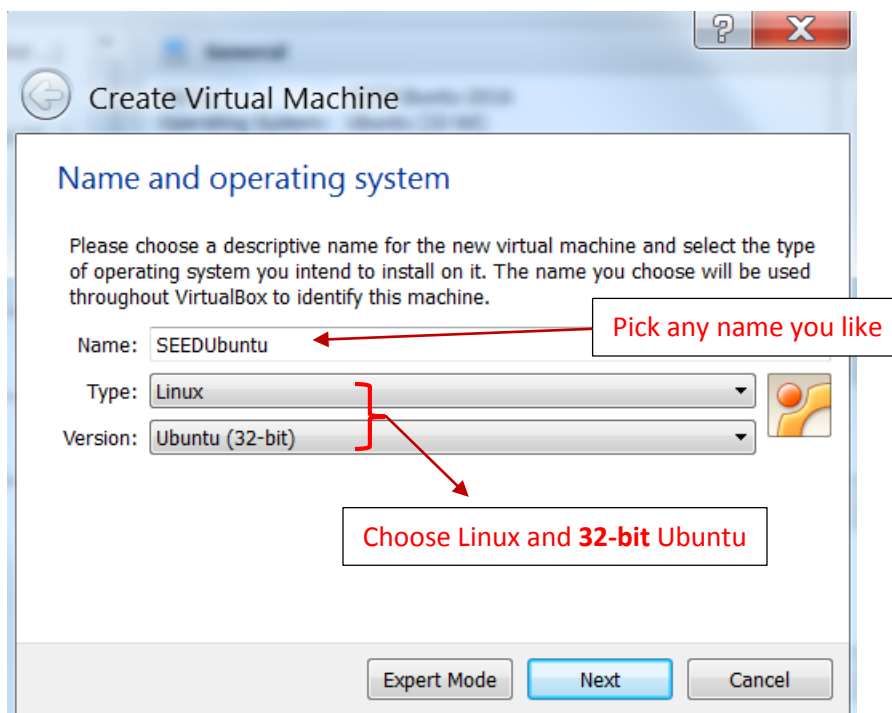 General
?
X
Create Virtual Machine
Name and operating system
Please choose a descriptive name for the new virtual machine and select the type
of operating system you intend to install on it. The name you choose will be used
throughout VirtualBox to identify this machine.
Pick any name you like
Name: SEEDUbuntu
Type: Linux
Version: Ubuntu (32-bit)
Choose Linux and 32-bit Ubuntu
Expert Mode Next Cancel